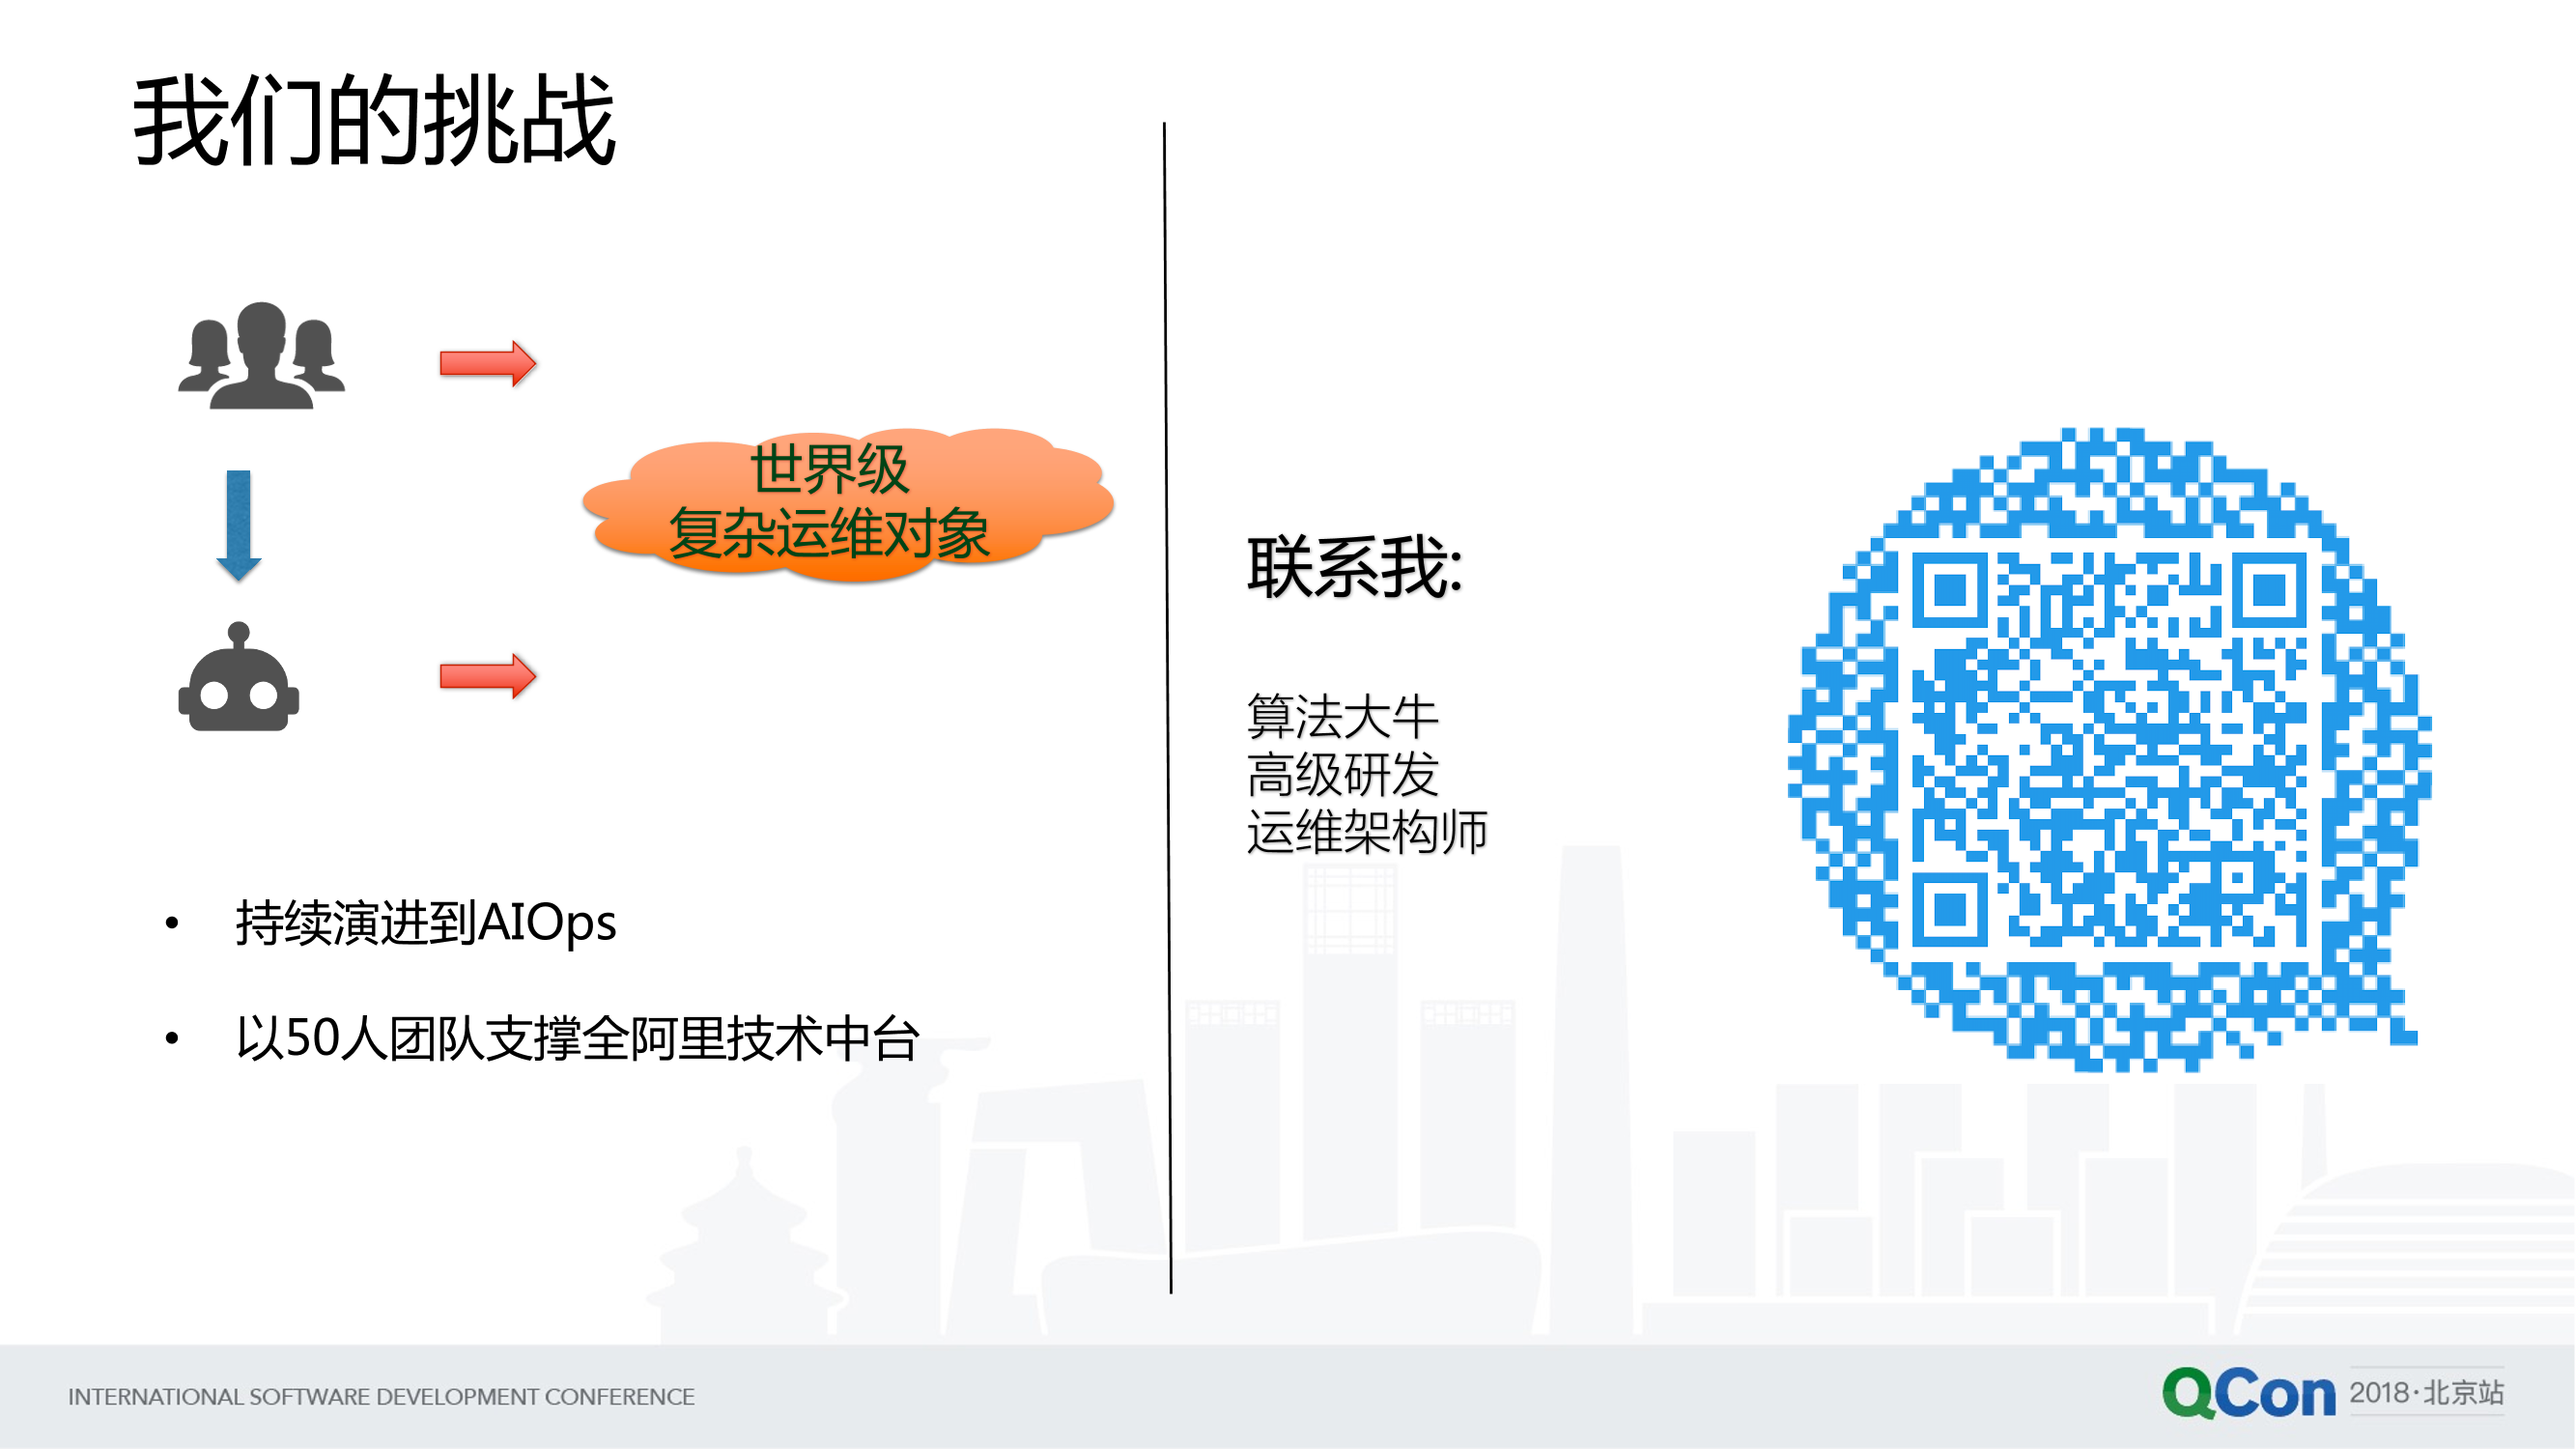 我们的挑战
世界级
复杂运维对象
• 持续演进到AIOps
• 以50人团队支撑全阿里技术中台
联系我:
算法大牛
高级研发
运维架构师
INTERNATIONAL SOFTWARE DEVELOPMENT CONFERENCE
QCon 2018·北京站